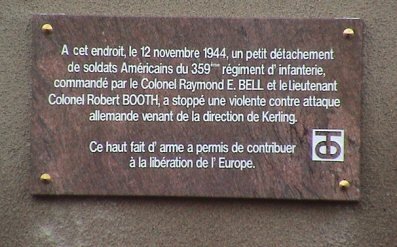 A cet endroit, le 12 novembre 1944, un petit détachement
de soldats Américains du 359ème régiment d' infanterie,
commandé par le Colonel Raymond E. BELL et le lieutenant
Colonel Robert BOOTH, a stoppé une violente contre attaque
allemande venant de la direction de Kerling.
Ce haut fait d' arme a permis de contribuer
à la libération de l' Europe.